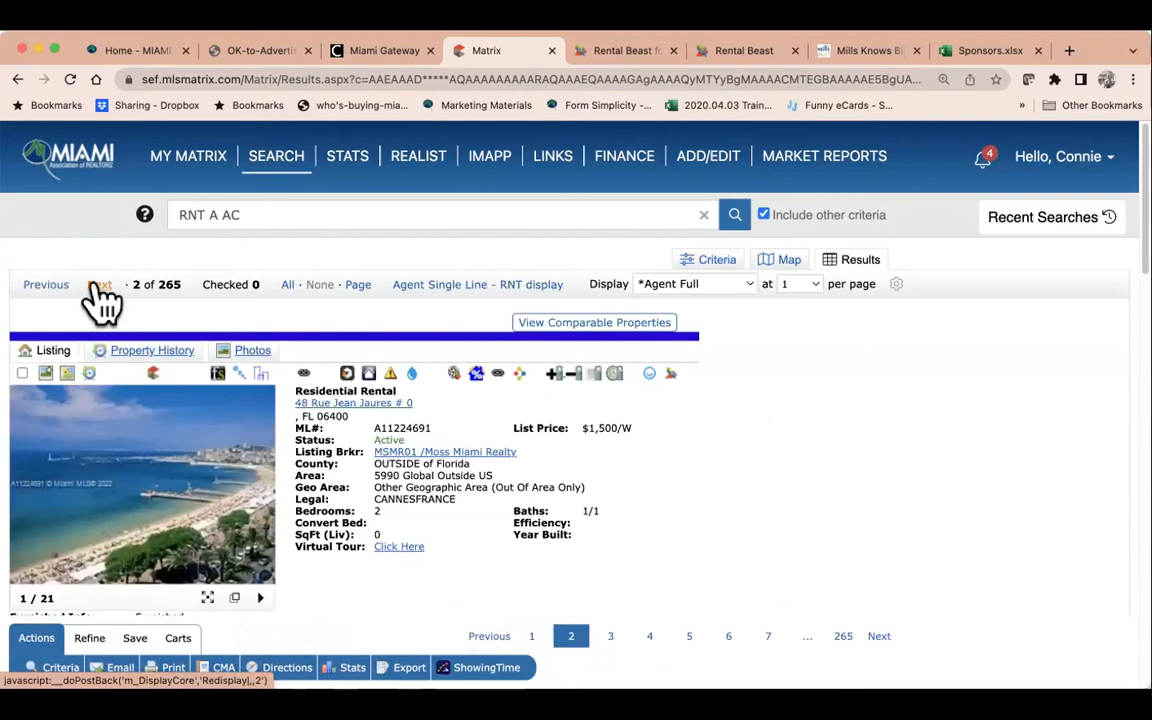 Home - MIAMI
OK-to-Advertis
Miami Gateway
Matrix
Rental Beast fo
Rental Beast
Mills Knows Bi
Sponsors.xlsx
sef.mlsmatrix.com/Matrix/Results.aspx?c=AAEAAAD*****AQAAAAAAAAARAQAAAEQAAAAGAgAAAAQyMTYyBgMAAAACMTEGBAAAAAE5BgUA...
Bookmarks
Sharing - Dropbox
Bookmarks
who's-buying-mia...
Marketing Materials
Form Simplicity -...
2020.04.03 Train...
Funny eCards - S...
»
Other Bookmarks
MIAMI
MY MATRIX
SEARCH
STATS
REALIST
IMAPP
LINKS
FINANCE
ADD/EDIT
MARKET REPORTS
4
Hello, Connie
RNT A AC
Include other criteria
Recent Searches
Criteria
Map
Results
Previous
· 2 of 265
Checked 0
All · None · Page
Agent Single Line - RNT display
Display
*Agent Full
at
1
per page
View Comparable Properties
Listing
Property History
Photos
Residential Rental
48 Rue Jean Jaures # 0
, FL 06400
ML#: A11224691 List Price: $1,500/W
Status: Active
Listing Brkr: MSMR01 /Moss Miami Realty
County: OUTSIDE of Florida
Area: 5990 Global Outside US
Geo Area: Other Geographic Area (Out Of Area Only)
Legal: CANNESFRANCE
Bedrooms: 2 Baths: 1/1
Convert Bed: Efficiency:
SqFt (Liv): 0 Year Built:
Virtual Tour: Click Here
A11224691 © Miami MLS® 2022
1 / 21
Actions
Refine
Save
Carts
Previous 1 2 3 4 5 6 7 ... 265 Next
Criteria
Email
Print
CMA
Directions
Stats
Export
ShowingTime
javascript:__doPostBack('m_DisplayCore','Redisplay|,,2')